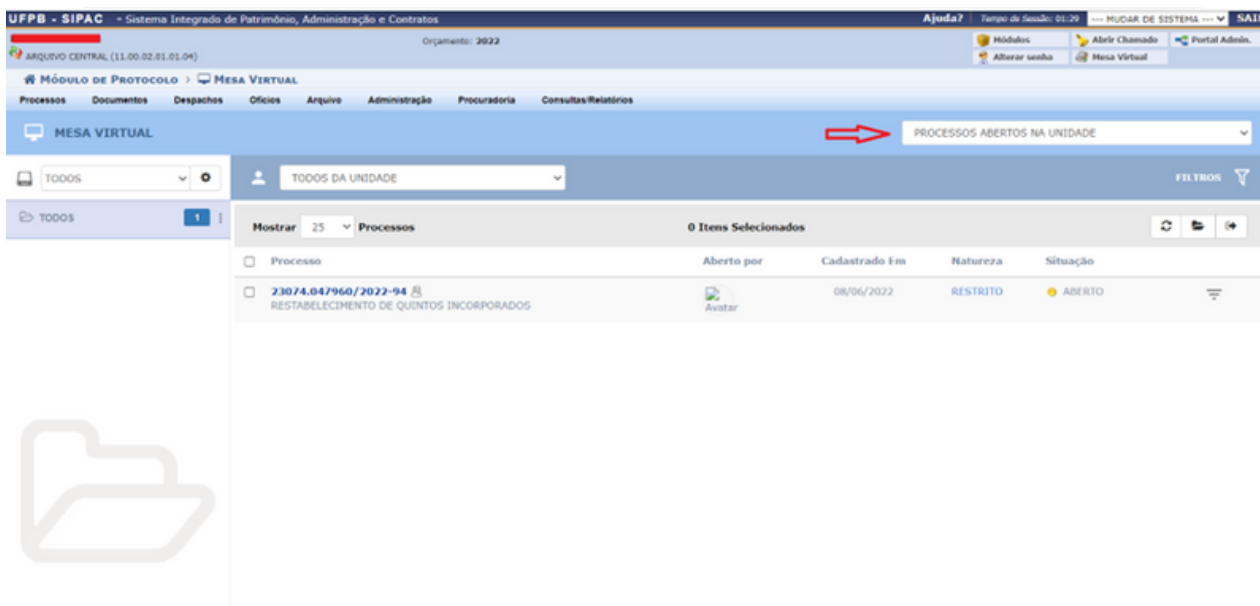 UFPB - SIPAC - Sistema Integrado de Patrimônio, Administração e Contratos
Ajuda? Tempo de Sessão: 01:29 --- MUDAR DE SISTEMA --- SAI
Orçamento: 2022
Módulos Abrir Chamado Portal Admin.
ARQUIVO CENTRAL (11.00.02.01.01.04)
Alterar senha Mesa Virtual
MÓDULO DE PROTOCOLO > MESA VIRTUAL
Processos Documentos Despachos Ofícios Arquivo Administração Procuradoria Consultas/Relatórios
MESA VIRTUAL
PROCESSOS ABERTOS NA UNIDADE
TODOS
TODOS DA UNIDADE
FILTROS
TODOS 1
Mostrar 25 Processos
0 Itens Selecionados
Processo Aberto por Cadastrado Em Natureza Situação
23074.047960/2022-94 Avatar 08/06/2022 RESTRITO ABERTO
RESTABELECIMENTO DE QUINTOS INCORPORADOS